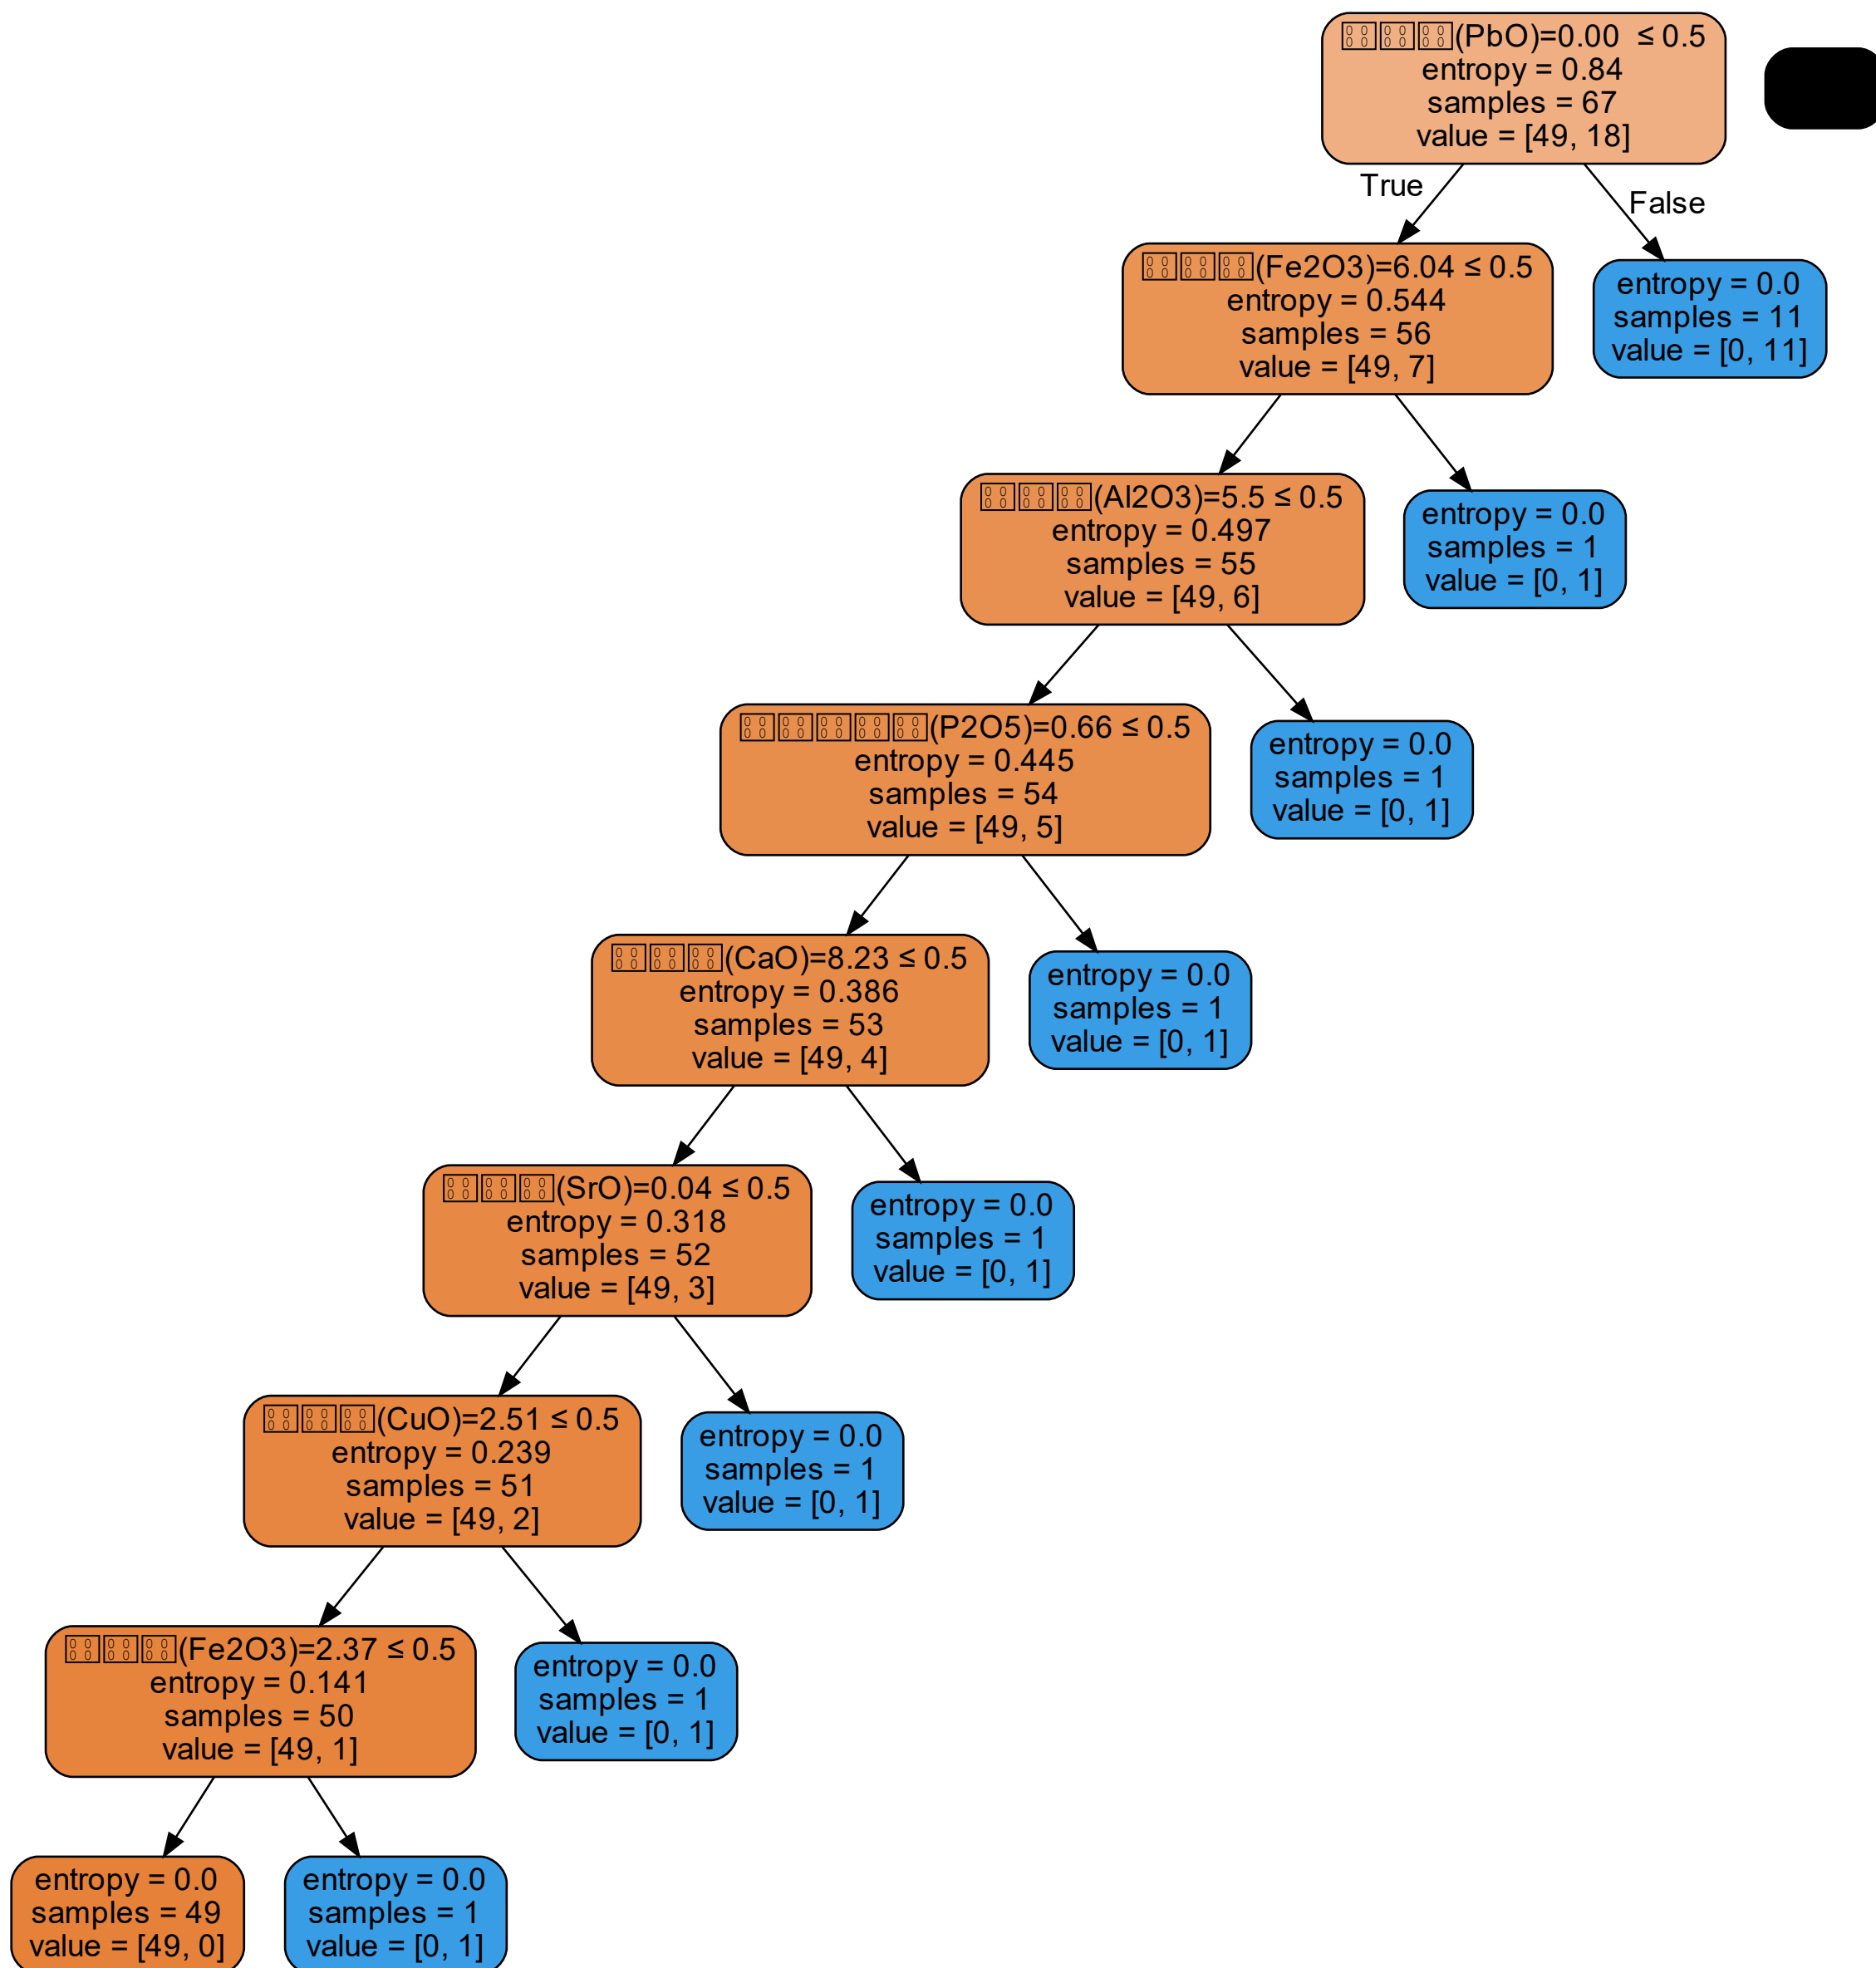 (PbO)=0.00 ≤ 0.5
entropy = 0.84
samples = 67
value = [49, 18]
True
False
(Fe2O3)=6.04 ≤ 0.5
entropy = 0.544
samples = 56
value = [49, 7]
entropy = 0.0
samples = 11
value = [0, 11]
(Al2O3)=5.5 ≤ 0.5
entropy = 0.497
samples = 55
value = [49, 6]
entropy = 0.0
samples = 1
value = [0, 1]
(P2O5)=0.66 ≤ 0.5
entropy = 0.445
samples = 54
value = [49, 5]
entropy = 0.0
samples = 1
value = [0, 1]
(CaO)=8.23 ≤ 0.5
entropy = 0.386
samples = 53
value = [49, 4]
entropy = 0.0
samples = 1
value = [0, 1]
(SrO)=0.04 ≤ 0.5
entropy = 0.318
samples = 52
value = [49, 3]
entropy = 0.0
samples = 1
value = [0, 1]
(CuO)=2.51 ≤ 0.5
entropy = 0.239
samples = 51
value = [49, 2]
entropy = 0.0
samples = 1
value = [0, 1]
(Fe2O3)=2.37 ≤ 0.5
entropy = 0.141
samples = 50
value = [49, 1]
entropy = 0.0
samples = 1
value = [0, 1]
entropy = 0.0
samples = 49
value = [49, 0]
entropy = 0.0
samples = 1
value = [0, 1]